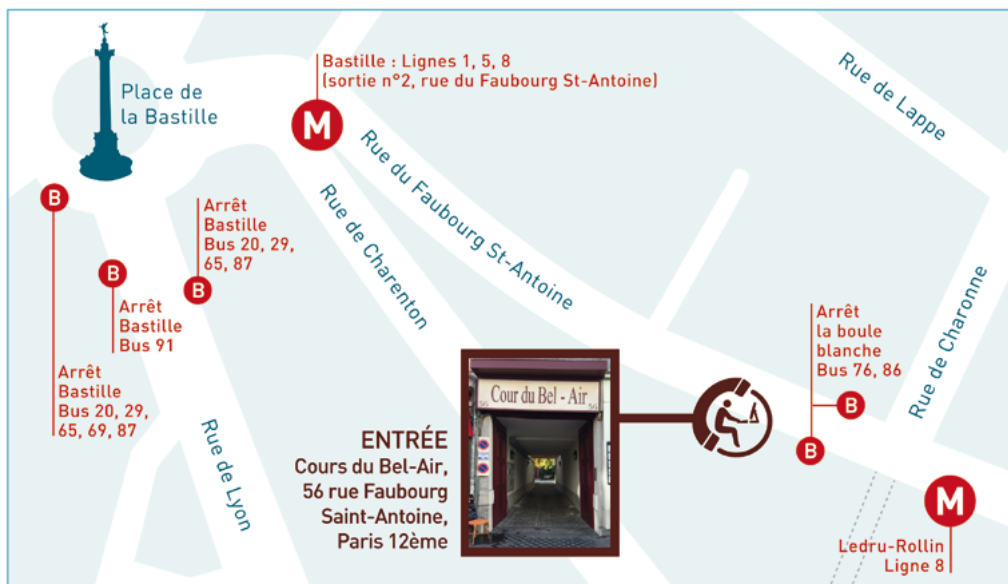 Bastille : Lignes 1, 5, 8
(sortie n°2, rue du Faubourg St-Antoine)
M
Place de
la Bastille
Rue de Lappe
Rue du Faubourg St-Antoine
Rue de Charenton
B
Arrêt
Bastille
Bus 20, 29,
65, 87
B
B
Arrêt
Bastille
Bus 91
Arrêt
Bastille
Bus 20, 29,
65, 69, 87
Rue de Lyon
Arrêt
la boule
blanche
Bus 76, 86
B
B
Rue de Charonne
56 Cour du Bel - Air 56
ENTRÉE
Cours du Bel-Air,
56 rue Faubourg
Saint-Antoine,
Paris 12ème
M
Ledru-Rollin
Ligne 8